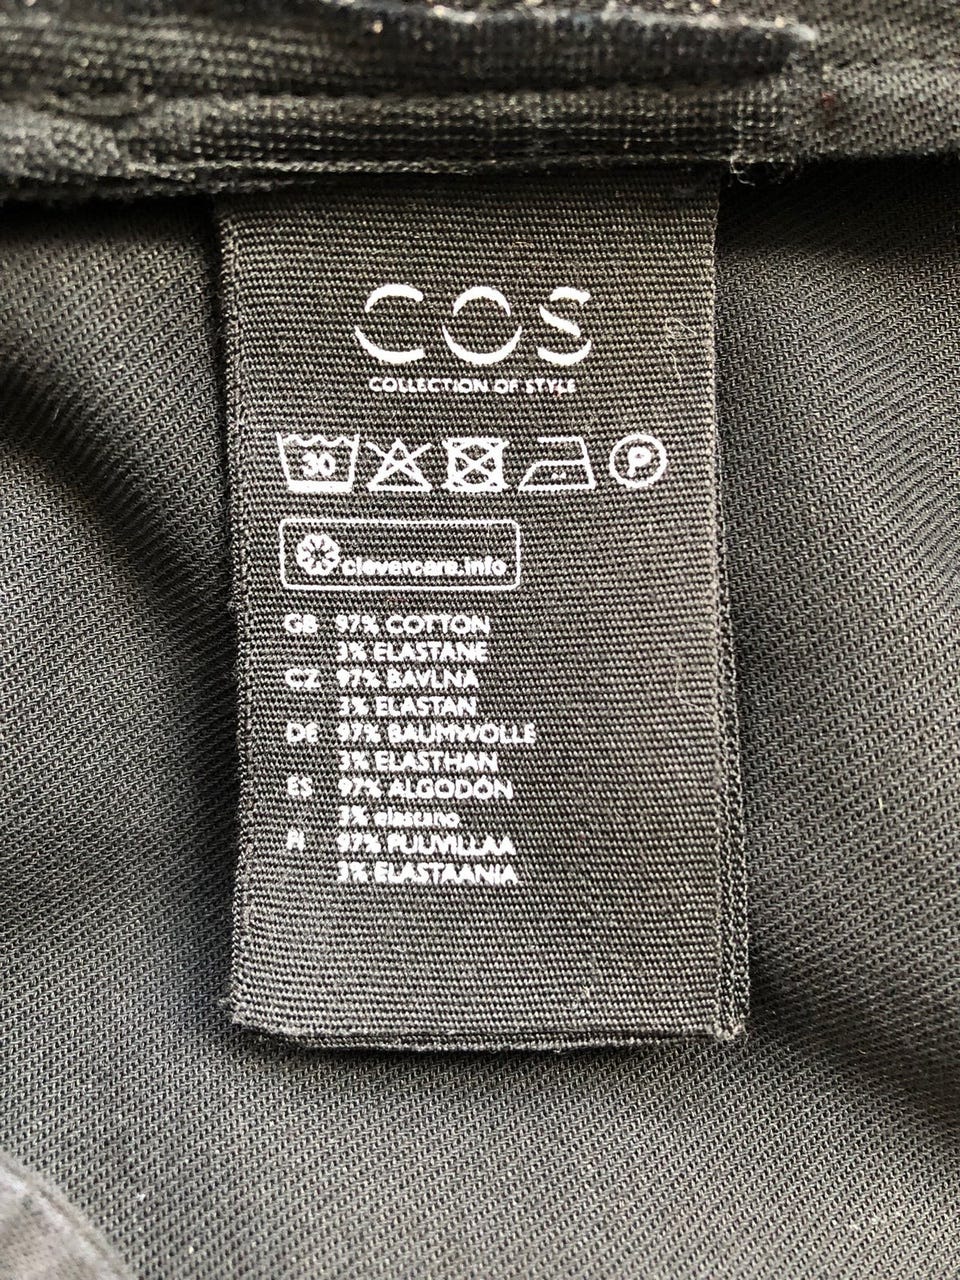 COS
COLLECTION OF STYLE
30 P
clevercare.info
GB 97% COTTON
3% ELASTANE
CZ 97% BAVLNA
3% ELASTAN
DE 97% BAUMWOLLE
3% ELASTHAN
ES 97% ALGODÓN
3% elastano
FI 97% PUUVILLAA
3% ELASTAANIA